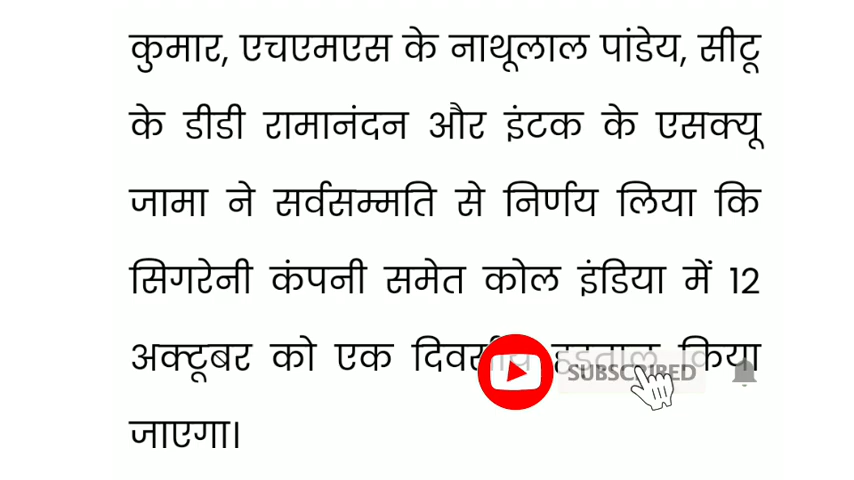 कुमार, एचएमएस के नाथूलाल पांडेय, सीटू
के डीडी रामानंदन और इंटक के एसक्यू
जामा ने सर्वसम्मति से निर्णय लिया कि
सिगरेनी कंपनी समेत कोल इंडिया में 12
अक्टूबर को एक दिवसीय हड़ताल किया
जाएगा।
SUBSCRIBED